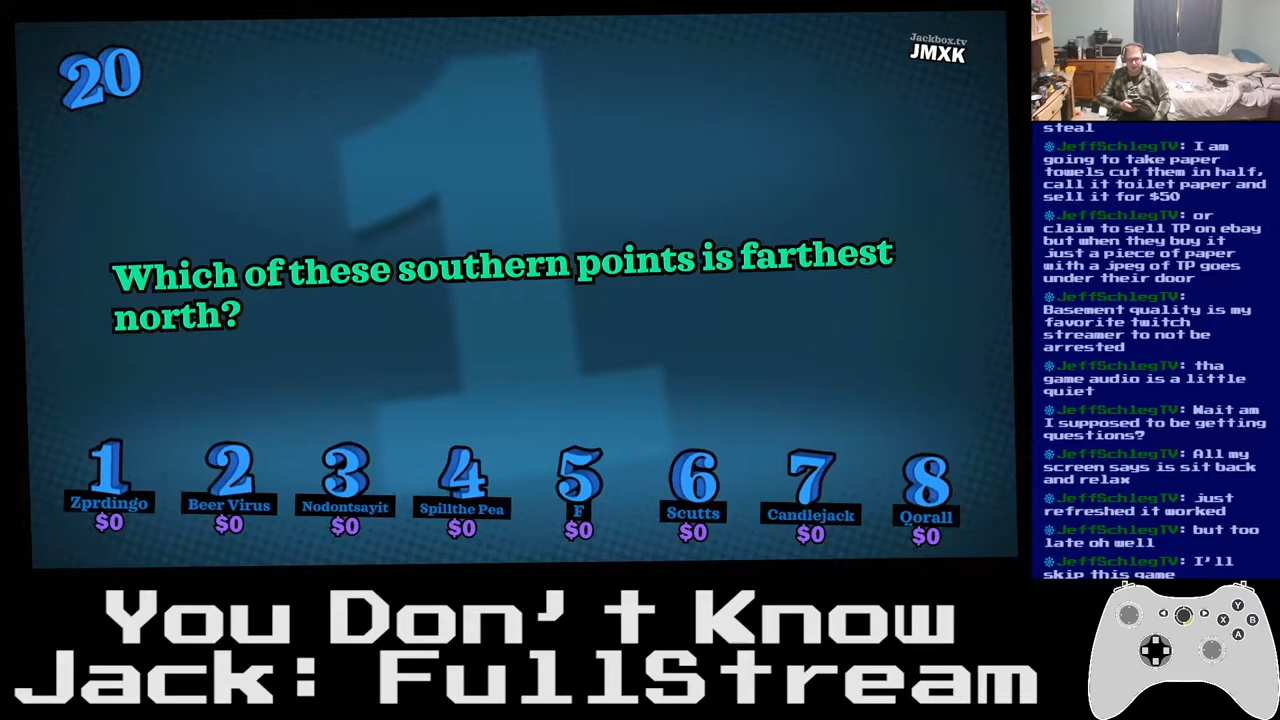 20
Jackbox.tv
JMXK
Which of these southern points is farthest
north?
1
2
3
4
5
6
7
8
Zprdingo
Beer Virus
Nodontsayit
Spillthe Pea
F
Scutts
Candlejack
Qorall
$0
$0
$0
$0
$0
$0
$0
$0
You Don't Know
Jack: FullStream
steal
JeffSchlegTV: I am
going to take paper
towels cut them in half,
call it toilet paper and
sell it for $50
JeffSchlegTV: or
claim to sell TP on ebay
but when they buy it
just a piece of paper
with a jpeg of TP goes
under their door
JeffSchlegTV:
Basement quality is my
favorite twitch
streamer to not be
arrested
JeffSchlegTV: tha
game audio is a little
quiet
JeffSchlegTV: Wait am
I supposed to be getting
questions?
JeffSchlegTV: All my
screen says is sit back
and relax
JeffSchlegTV: just
refreshed it worked
JeffSchlegTV: but too
late oh well
JeffSchlegTV: I'll
skip this game
Y
X
B
A